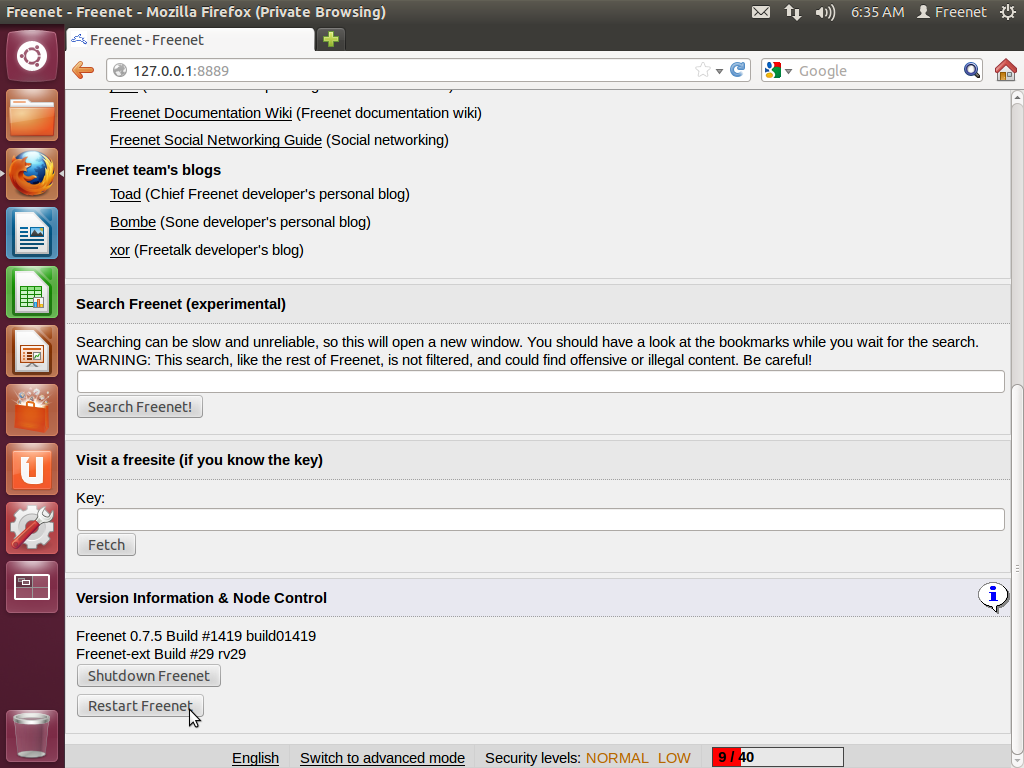 Freenet - Freenet - Mozilla Firefox (Private Browsing)
6:35 AM
Freenet
Freenet - Freenet
127.0.0.1:8889
Google
Freenet Documentation Wiki (Freenet documentation wiki)
Freenet Social Networking Guide (Social networking)
Freenet team's blogs
Toad (Chief Freenet developer's personal blog)
Bombe (Sone developer's personal blog)
xor (Freetalk developer's blog)
Search Freenet (experimental)
Searching can be slow and unreliable, so this will open a new window. You should have a look at the bookmarks while you wait for the search.
WARNING: This search, like the rest of Freenet, is not filtered, and could find offensive or illegal content. Be careful!
Search Freenet!
Visit a freesite (if you know the key)
Key:
Fetch
Version Information & Node Control
Freenet 0.7.5 Build #1419 build01419
Freenet-ext Build #29 rv29
Shutdown Freenet
Restart Freenet
English
Switch to advanced mode
Security levels: NORMAL LOW
9 / 40